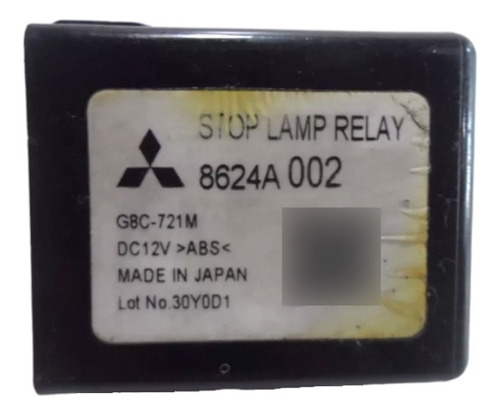 STOP LAMP RELAY
8624A 002
G8C-721M
DC12V >ABS<
MADE IN JAPAN
Lot No.30Y0D1